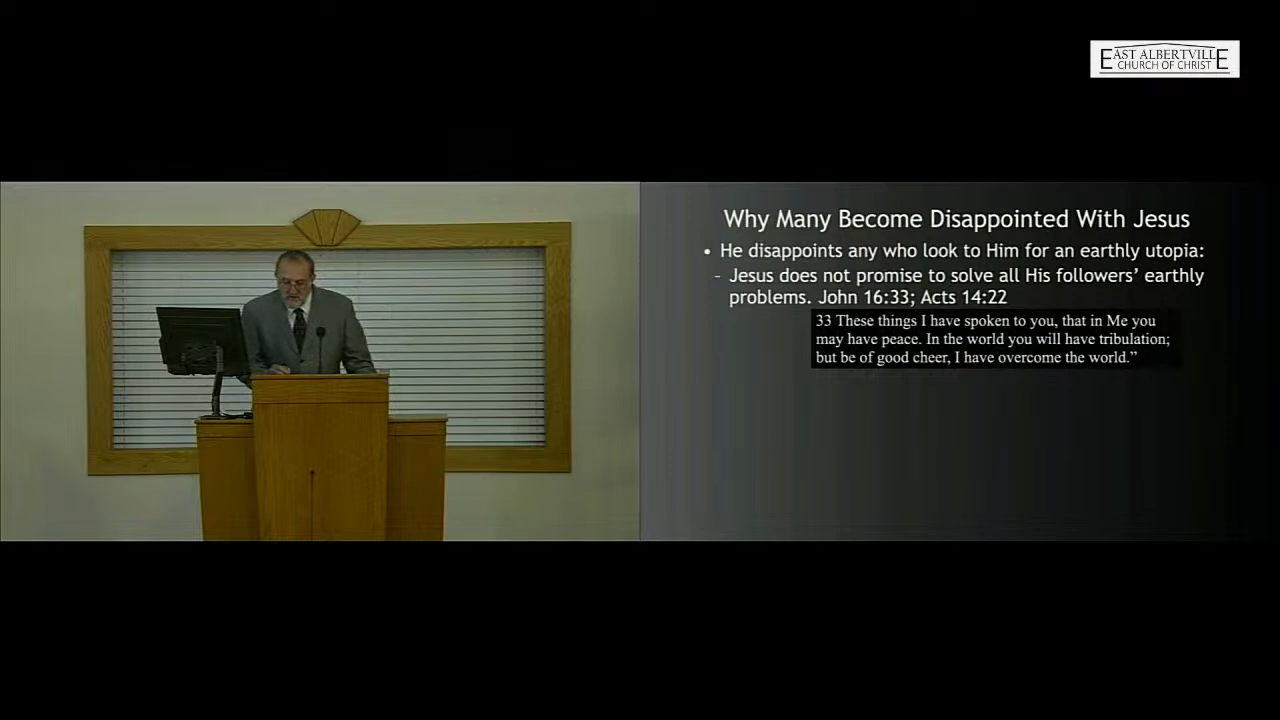 EAST ALBERTVILLE
CHURCH OF CHRIST
Why Many Become Disappointed With Jesus
• He disappoints any who look to Him for an earthly utopia:
- Jesus does not promise to solve all His followers’ earthly
problems. John 16:33; Acts 14:22
33 These things I have spoken to you, that in Me you
may have peace. In the world you will have tribulation;
but be of good cheer, I have overcome the world.”